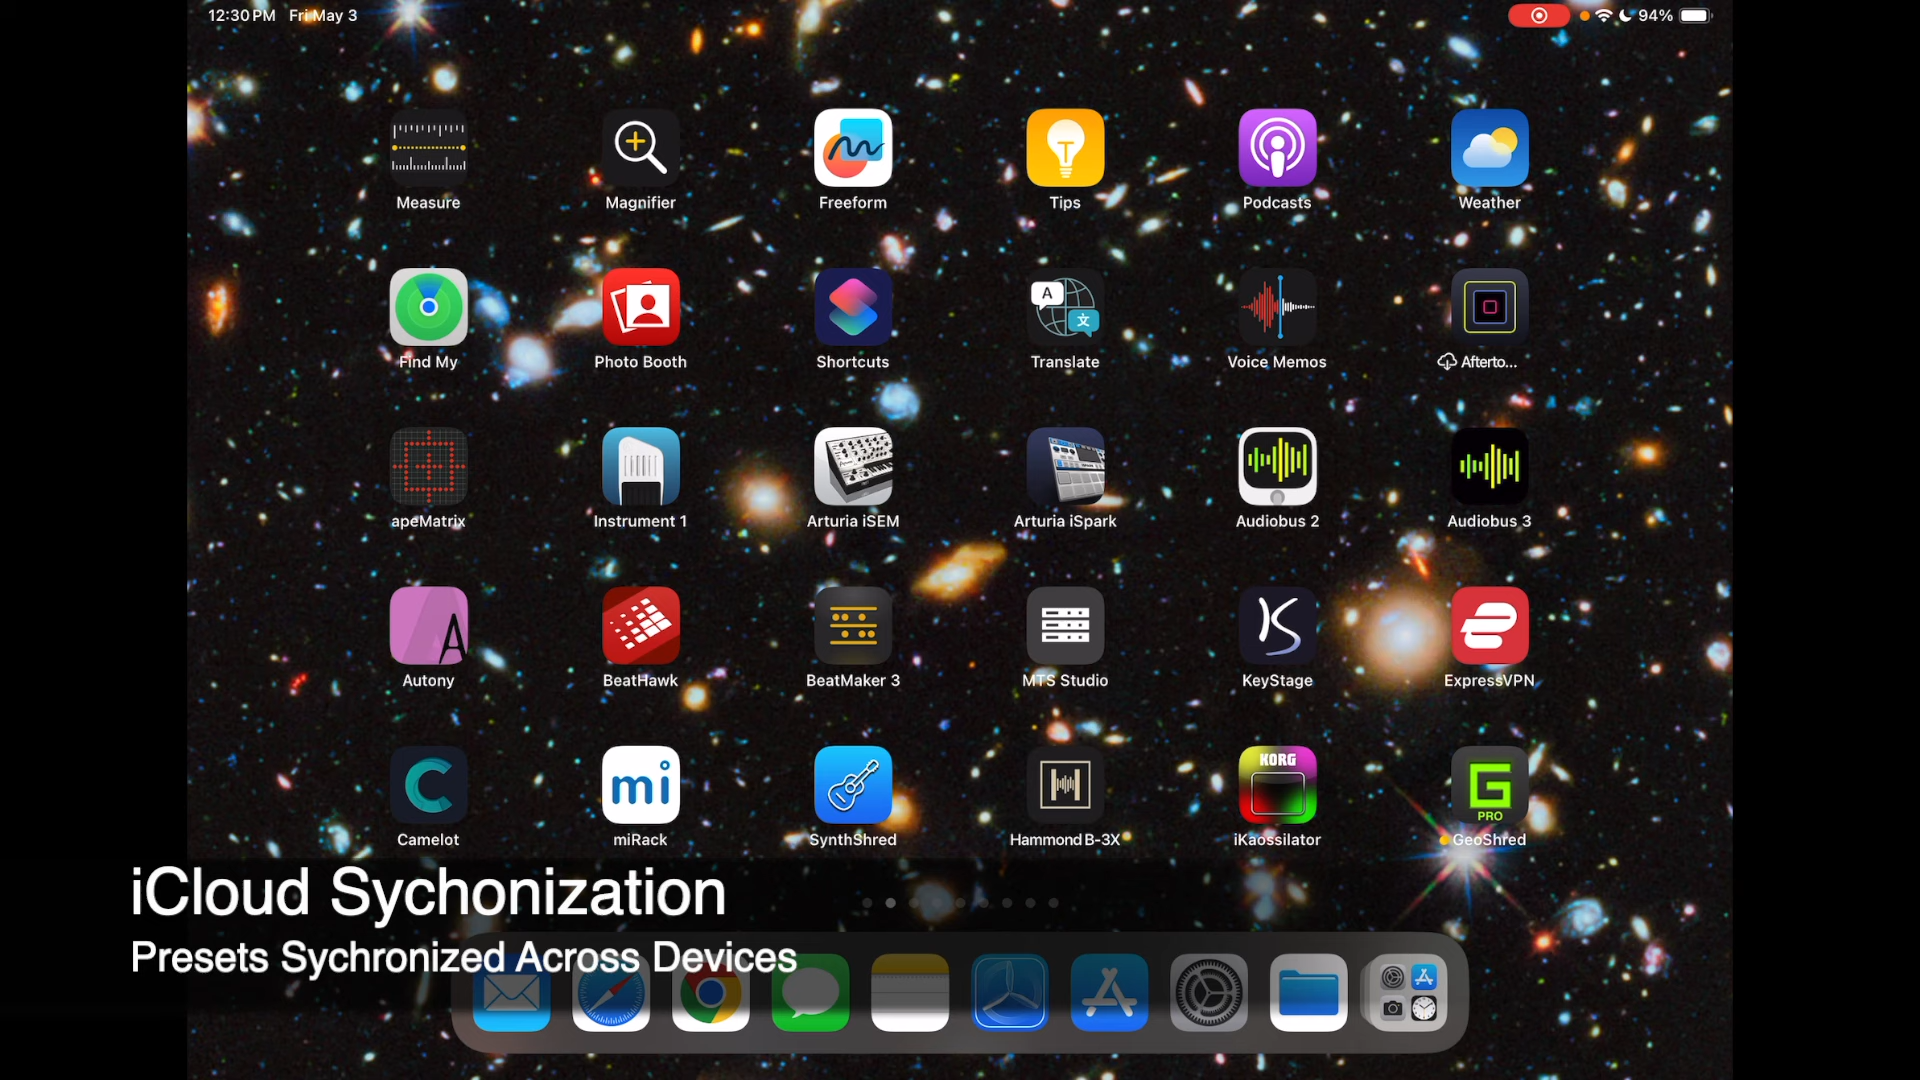 12:30 PM Fri May 3 94%
Measure Magnifier Freeform Tips Podcasts Weather
A 文
Find My Photo Booth Shortcuts Translate Voice Memos Afterto...
apeMatrix Instrument 1 Arturia iSEM Arturia iSpark Audiobus 2 Audiobus 3
A
Autony BeatHawk BeatMaker 3 MTS Studio KeyStage ExpressVPN
mi KORG G PRO
Camelot miRack SynthShred Hammond B-3X iKaossilator GeoShred
iCloud Sychonization
Presets Sychronized Across Devices